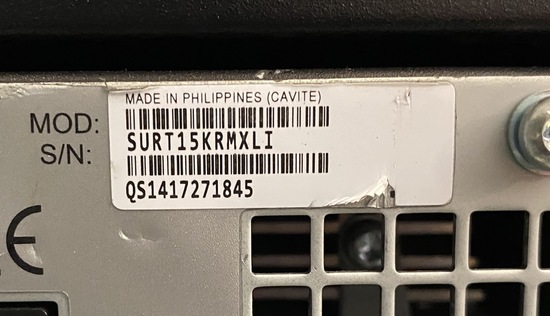 MADE IN PHILIPPINES (CAVITE)
MOD:
SURT15KRMXLI
S/N:
QS1417271845
CE